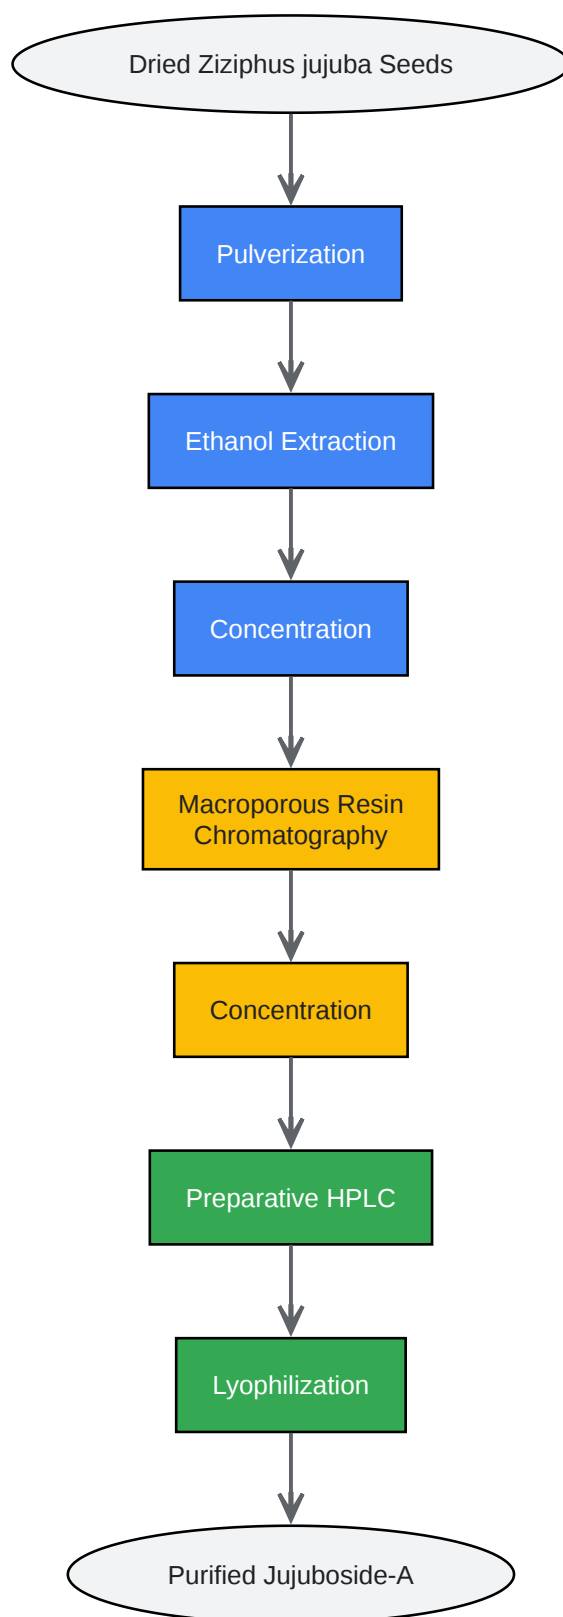 Dried Ziziphus jujuba Seeds
Pulverization
Ethanol Extraction
Concentration
Macroporous Resin
Chromatography
Concentration
Preparative HPLC
Lyophilization
Purified Jujuboside-A